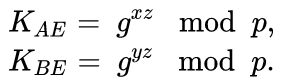 K_{AE} = g^{xz} mod p,
K_{BE} = g^{yz} mod p.